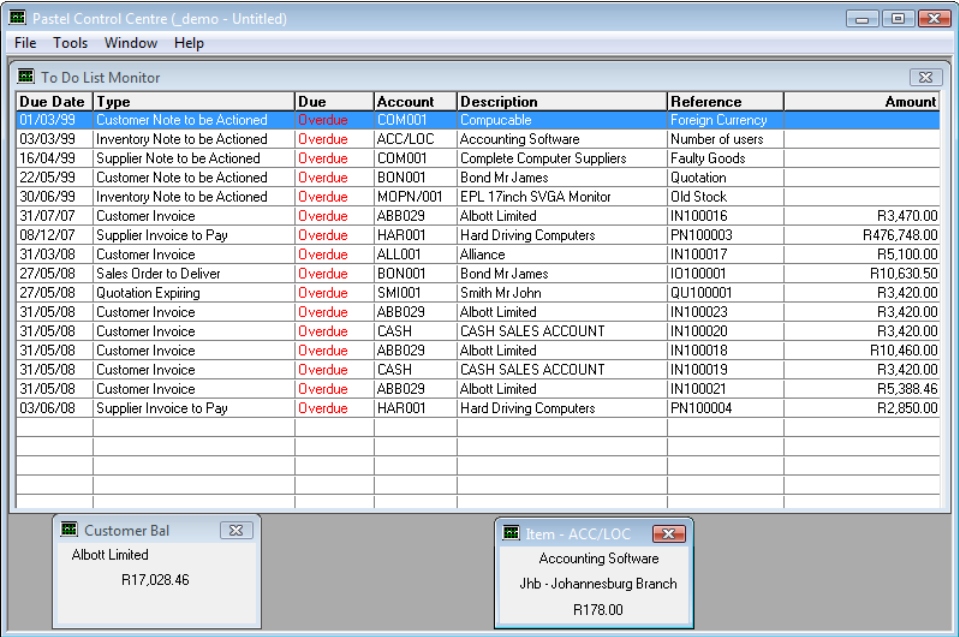 Pastel Control Centre (_demo - Untitled)
File Tools Window Help
To Do List Monitor
Due Date Type Due Account Description Reference Amount
01/03/99 Customer Note to be Actioned Overdue COM001 Compucable Foreign Currency
03/03/99 Inventory Note to be Actioned Overdue ACC/LOC Accounting Software Number of users
16/04/99 Supplier Note to be Actioned Overdue COM001 Complete Computer Suppliers Faulty Goods
22/05/99 Customer Note to be Actioned Overdue BON001 Bond Mr James Quotation
30/06/99 Inventory Note to be Actioned Overdue MOPN/001 EPL 17inch SVGA Monitor Old Stock
31/07/07 Customer Invoice Overdue ABB029 Albott Limited IN100016 R3,470.00
08/12/07 Supplier Invoice to Pay Overdue HAR001 Hard Driving Computers PN100003 R476,748.00
31/03/08 Customer Invoice Overdue ALL001 Alliance IN100017 R5,100.00
27/05/08 Sales Order to Deliver Overdue BON001 Bond Mr James IO100001 R10,630.50
27/05/08 Quotation Expiring Overdue SMI001 Smith Mr John QU100001 R3,420.00
31/05/08 Customer Invoice Overdue ABB029 Albott Limited IN100023 R3,420.00
31/05/08 Customer Invoice Overdue CASH CASH SALES ACCOUNT IN100020 R3,420.00
31/05/08 Customer Invoice Overdue ABB029 Albott Limited IN100018 R10,460.00
31/05/08 Customer Invoice Overdue CASH CASH SALES ACCOUNT IN100019 R3,420.00
31/05/08 Customer Invoice Overdue ABB029 Albott Limited IN100021 R5,388.46
03/06/08 Supplier Invoice to Pay Overdue HAR001 Hard Driving Computers PN100004 R2,850.00
Customer Bal
Albott Limited
R17,028.46
Item - ACC/LOC
Accounting Software
Jhb - Johannesburg Branch
R178.00